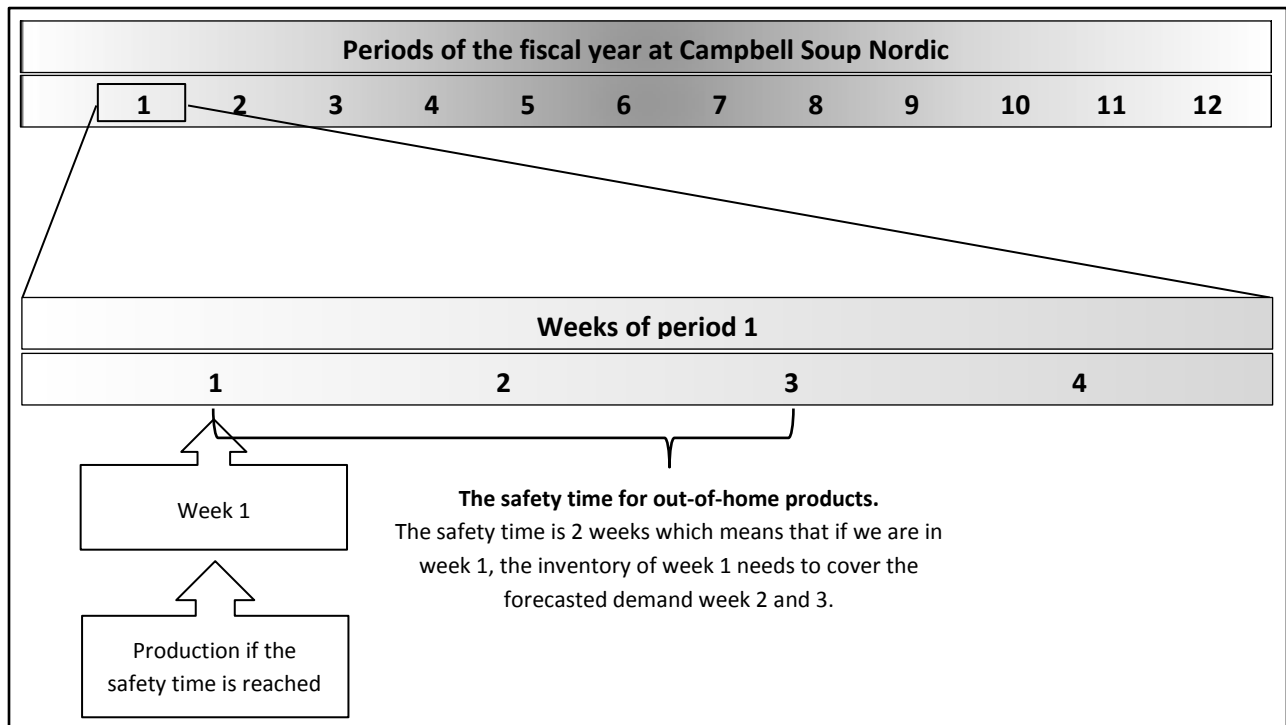 Periods of the fiscal year at Campbell Soup Nordic
1 2 3 4 5 6 7 8 9 10 11 12
Weeks of period 1
1 2 3 4
Week 1
The safety time for out-of-home products.
The safety time is 2 weeks which means that if we are in
week 1, the inventory of week 1 needs to cover the
forecasted demand week 2 and 3.
Production if the
safety time is reached